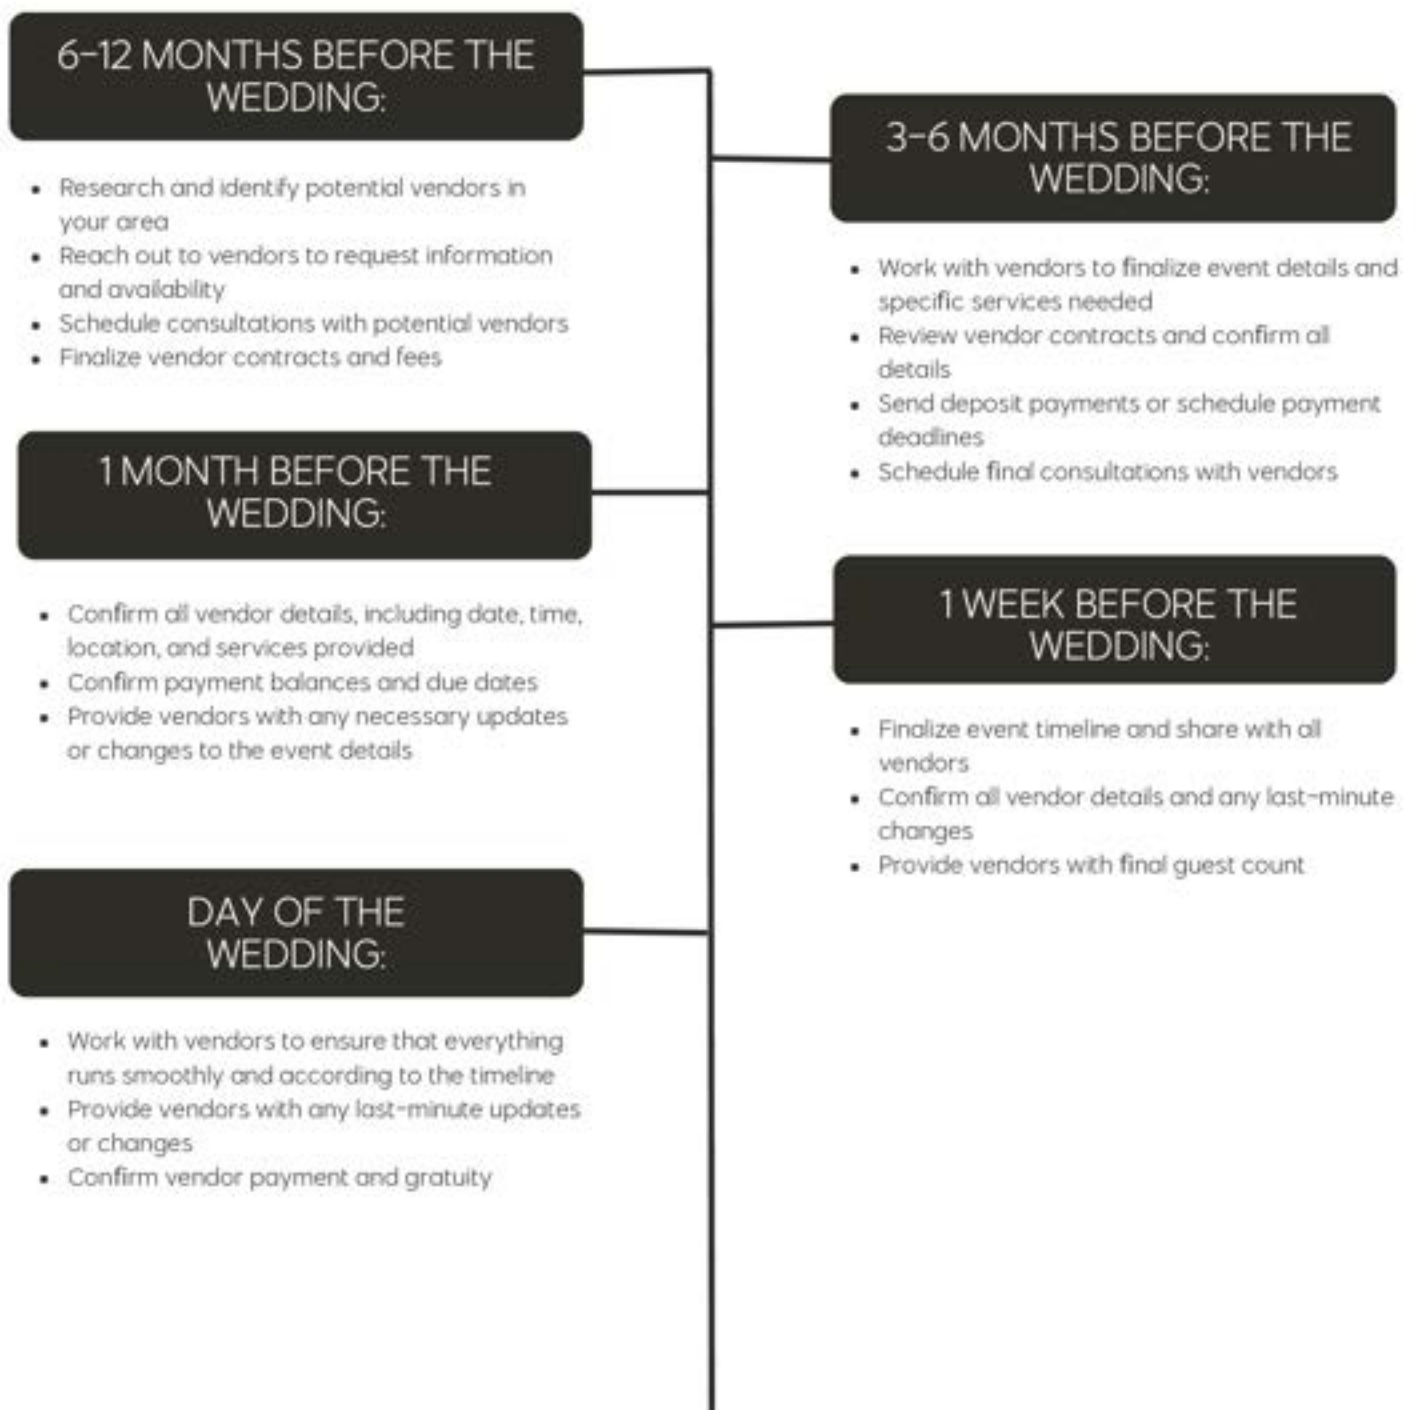 6-12 MONTHS BEFORE THE
WEDDING:
• Research and identify potential vendors in
your area
• Reach out to vendors to request information
and availability
• Schedule consultations with potential vendors
• Finalize vendor contracts and fees
3-6 MONTHS BEFORE THE
WEDDING:
• Work with vendors to finalize event details and
specific services needed
• Review vendor contracts and confirm all
details
• Send deposit payments or schedule payment
deadlines
• Schedule final consultations with vendors
1 MONTH BEFORE THE
WEDDING:
• Confirm all vendor details, including date, time,
location, and services provided
• Confirm payment balances and due dates
• Provide vendors with any necessary updates
or changes to the event details
1 WEEK BEFORE THE
WEDDING:
• Finalize event timeline and share with all
vendors
• Confirm all vendor details and any last-minute
changes
• Provide vendors with final guest count
DAY OF THE
WEDDING:
• Work with vendors to ensure that everything
runs smoothly and according to the timeline
• Provide vendors with any last-minute updates
or changes
• Confirm vendor payment and gratuity